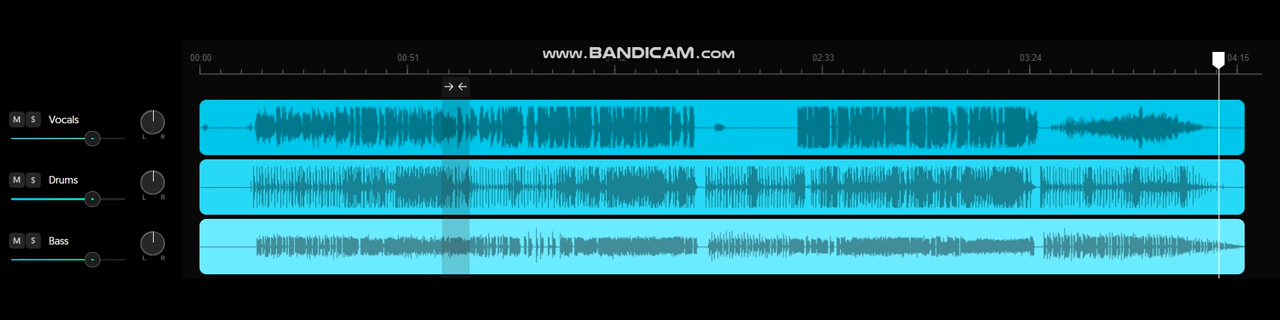 www.BANDICAM.com
00:00 00:51 02:33 03:24 04:15
M S Vocals
L R
M S Drums
L R
M S Bass
L R